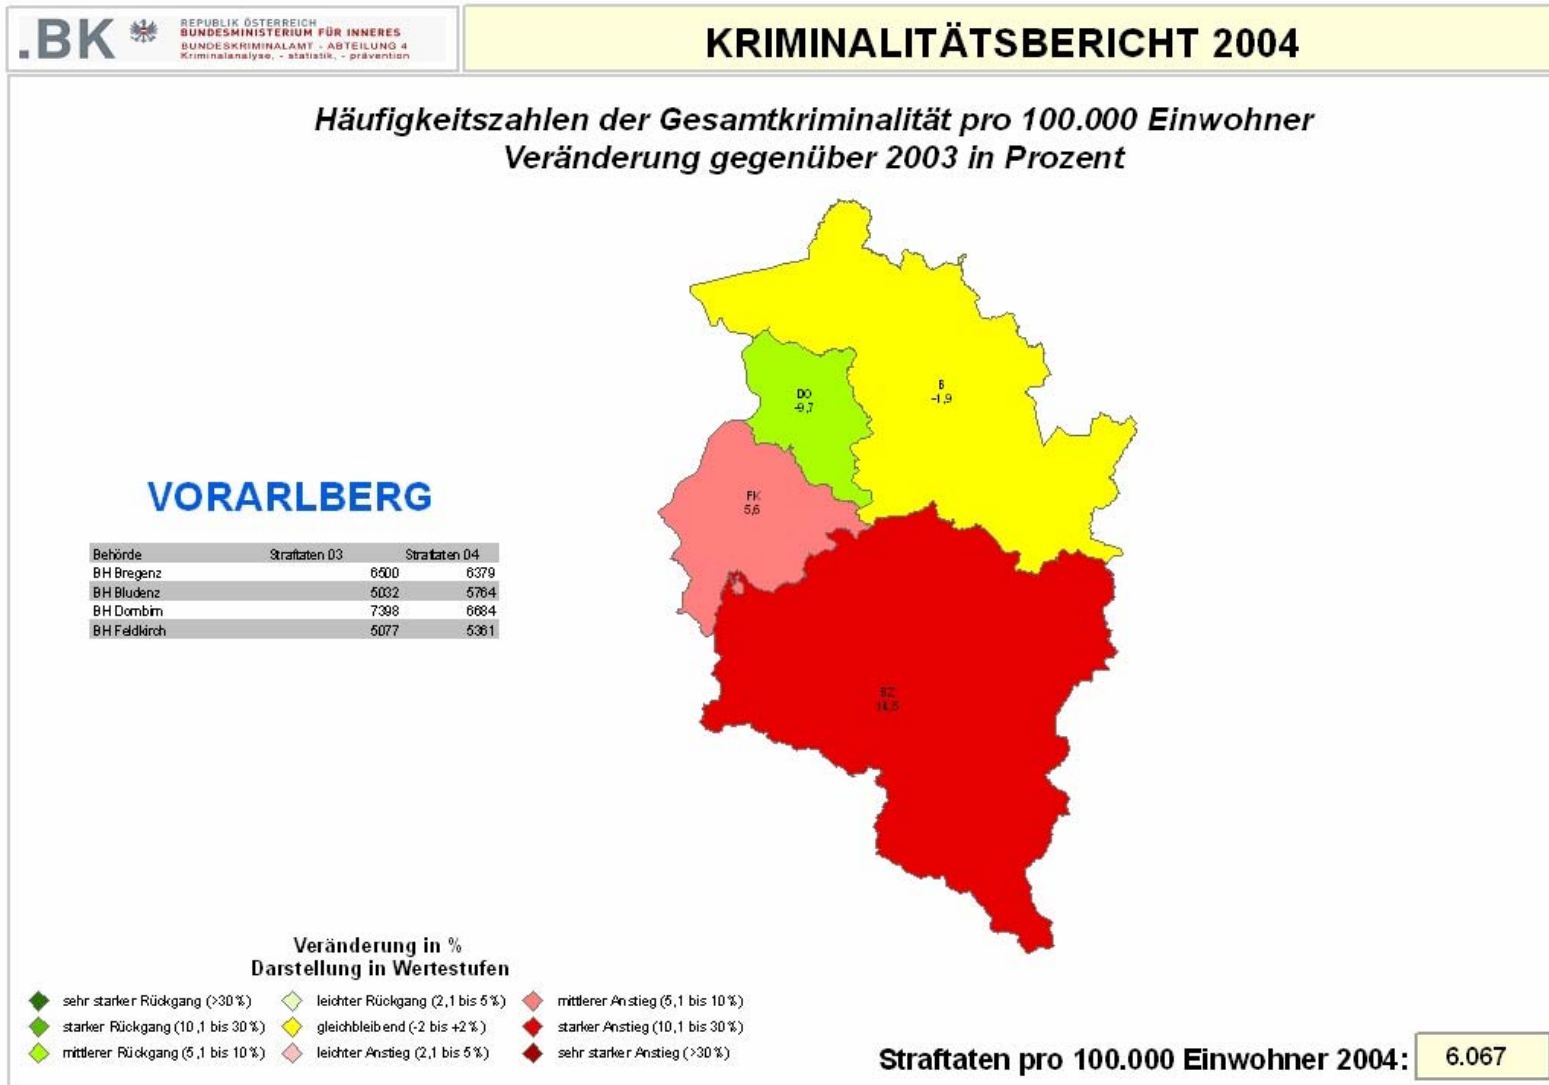 .BK
REPUBLIK ÖSTERREICH
BUNDESMINISTERIUM FÜR INNERES
BUNDESKRIMINALAMT - ABTEILUNG 4
Kriminalanalyse, - statistik, - prävention
KRIMINALITÄTSBERICHT 2004
Häufigkeitszahlen der Gesamtkriminalität pro 100.000 Einwohner
Veränderung gegenüber 2003 in Prozent
DO
-9,7
B
-1,9
FK
5,6
BZ
14,5
VORARLBERG
Behörde Straftaten 03 Straftaten 04
BH Bregenz 6500 6379
BH Bludenz 5032 5764
BH Dornbirn 7398 6684
BH Feldkirch 5077 5361
Veränderung in %
Darstellung in Wertestufen
sehr starker Rückgang (>30%) leichter Rückgang (2,1 bis 5%) mittlerer Anstieg (5,1 bis 10%)
starker Rückgang (10,1 bis 30%) gleichbleibend (-2 bis +2%) starker Anstieg (10,1 bis 30%)
mittlerer Rückgang (5,1 bis 10%) leichter Anstieg (2,1 bis 5%) sehr starker Anstieg (>30%)
Straftaten pro 100.000 Einwohner 2004: 6.067